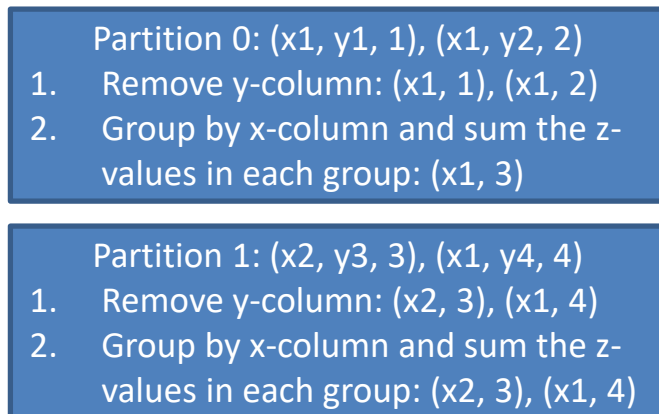 Partition 0: (x1, y1, 1), (x1, y2, 2)
1. Remove y-column: (x1, 1), (x1, 2)
2. Group by x-column and sum the z-
values in each group: (x1, 3)
Partition 1: (x2, y3, 3), (x1, y4, 4)
1. Remove y-column: (x2, 3), (x1, 4)
2. Group by x-column and sum the z-
values in each group: (x2, 3), (x1, 4)